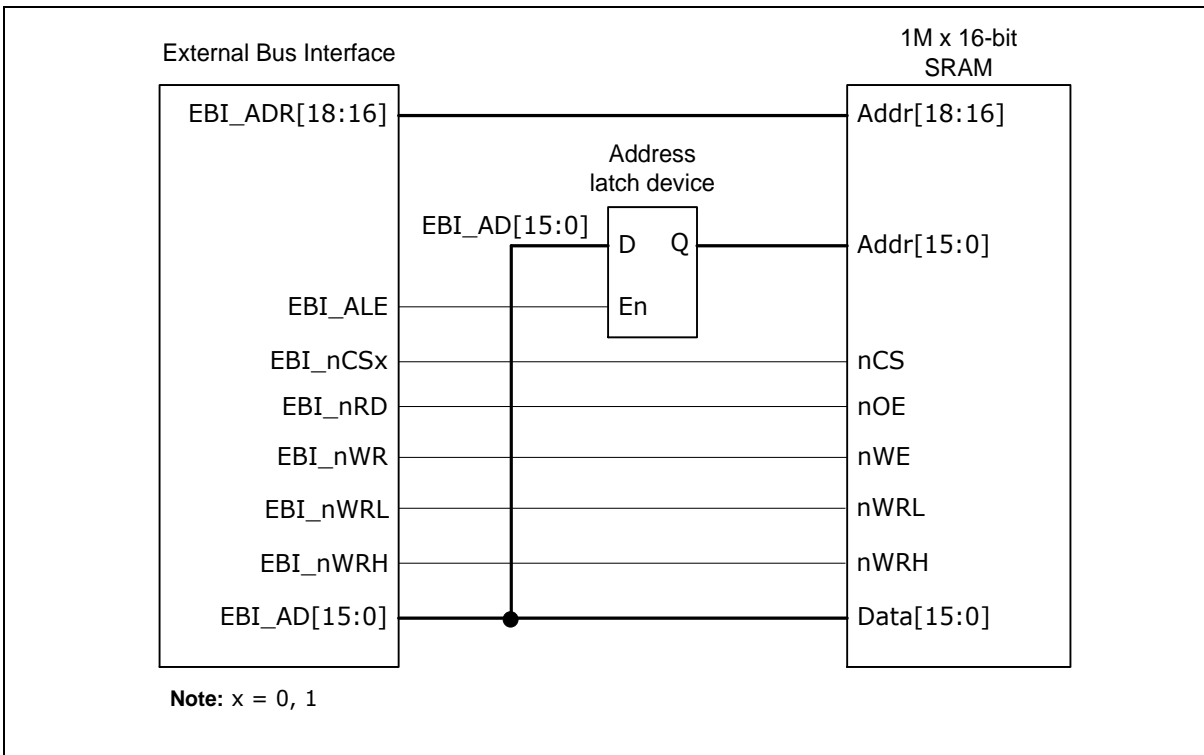 External Bus Interface
1M x 16-bit
SRAM
EBI_ADR[18:16]
Addr[18:16]
Address
latch device
EBI_AD[15:0]
D
Q
Addr[15:0]
EBI_ALE
En
EBI_nCSx
nCS
EBI_nRD
nOE
EBI_nWR
nWE
EBI_nWRL
nWRL
EBI_nWRH
nWRH
EBI_AD[15:0]
Data[15:0]
Note: x = 0, 1